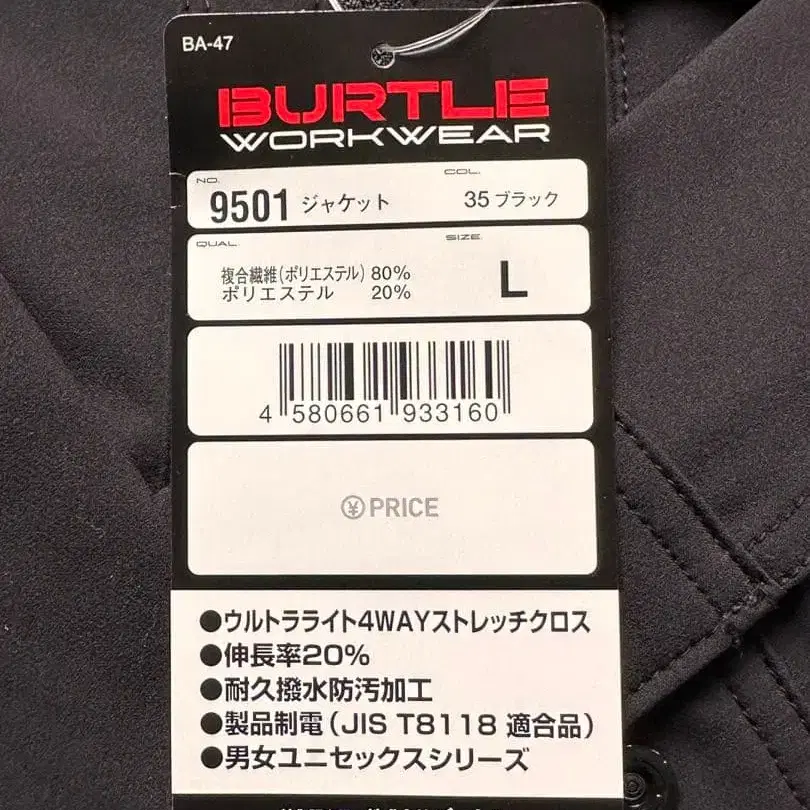 BA-47
BURTLE
WORKWEAR
NO.
COL.
9501 ジャケット
35 ブラック
QUAL.
SIZE
複合繊維(ポリエステル) 80%
ポリエステル 20%
L
4 580661 933160
¥PRICE
●ウルトラライト4WAYストレッチクロス
●伸長率20%
●耐久撥水防汚加工
●製品制電(JIS T8118 適合品)
●男女ユニセックスシリーズ